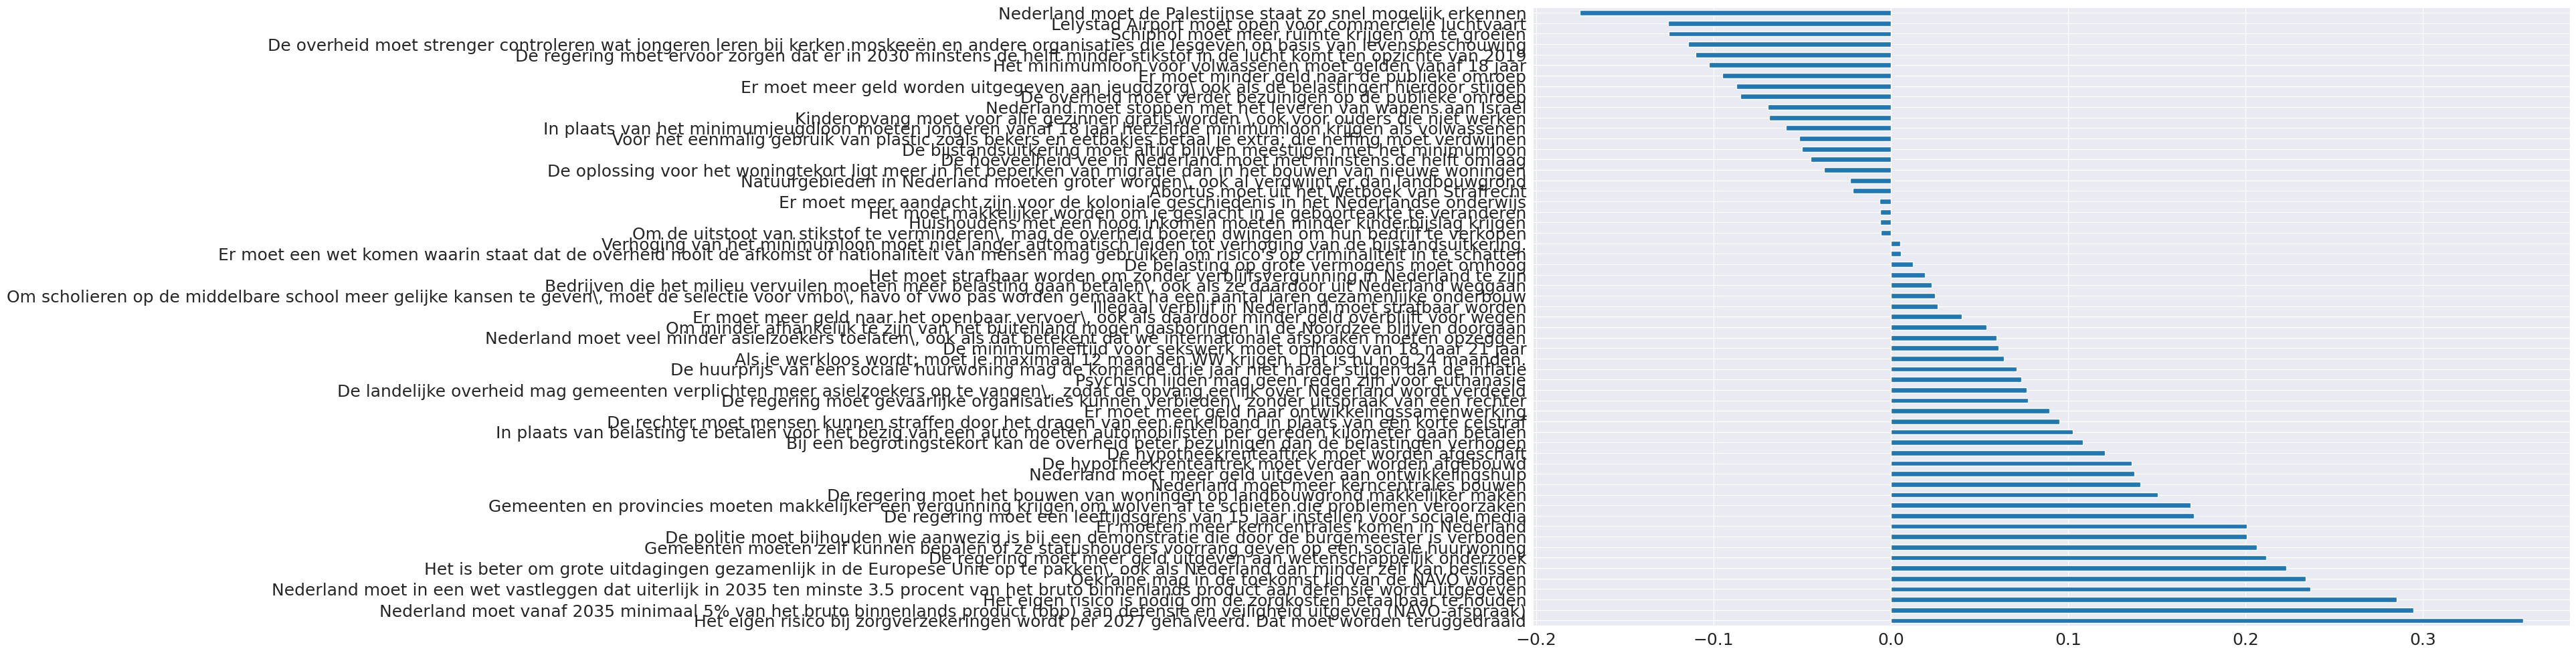 Nederland moet de Palestijnse staat zo snel mogelijk erkennen
Lelystad Airport moet open voor commerciële luchtvaart
Schiphol moet meer ruimte krijgen om te groeien
De overheid moet strenger controleren wat jongeren leren bij kerken moskeeën en andere organisaties die lesgeven op basis van levensbeschouwing
De regering moet ervoor zorgen dat er in 2030 minstens de helft minder stikstof in de lucht komt ten opzichte van 2019
Het minimumloon voor volwassenen moet gelden vanaf 18 jaar
Er moet minder geld naar de publieke omroep
Er moet meer geld worden uitgegeven aan jeugdzorg\ ook als de belastingen hierdoor stijgen
De overheid moet verder bezuinigen op de publieke omroep
Nederland moet stoppen met het leveren van wapens aan Israël
Kinderopvang moet voor alle gezinnen gratis worden \ ook voor ouders die niet werken
In plaats van het minimumjeugdloon moeten jongeren vanaf 18 jaar hetzelfde minimumloon krijgen als volwassenen
Voor het eenmalig gebruik van plastic zoals bekers en eetbakjes betaal je extra; die heffing moet verdwijnen
De bijstandsuitkering moet altijd blijven meestijgen met het minimumloon
De hoeveelheid vee in Nederland moet met minstens de helft omlaag
De oplossing voor het woningtekort ligt meer in het beperken van migratie dan in het bouwen van nieuwe woningen
Natuurgebieden in Nederland moeten groter worden\, ook al verdwijnt er dan landbouwgrond
Abortus moet uit het Wetboek van Strafrecht
Er moet meer aandacht zijn voor de koloniale geschiedenis in het Nederlandse onderwijs
Het moet makkelijker worden om je geslacht in je geboorteakte te veranderen
Huishoudens met een hoog inkomen moeten minder kinderbijslag krijgen
Om de uitstoot van stikstof te verminderen\, mag de overheid boeren dwingen om hun bedrijf te verkopen
Verhoging van het minimumloon moet niet langer automatisch leiden tot verhoging van de bijstandsuitkering.
Er moet een wet komen waarin staat dat de overheid nooit de afkomst of nationaliteit van mensen mag gebruiken om risico's op criminaliteit in te schatten
De belasting op grote vermogens moet omhoog
Het moet strafbaar worden om zonder verblijfsvergunning in Nederland te zijn
Bedrijven die het milieu vervuilen moeten meer belasting gaan betalen\, ook als ze daardoor uit Nederland weggaan
Om scholieren op de middelbare school meer gelijke kansen te geven\, moet de selectie voor vmbo\, havo of vwo pas worden gemaakt na een aantal jaren gezamenlijke onderbouw
Illegaal verblijf in Nederland moet strafbaar worden
Er moet meer geld naar het openbaar vervoer\, ook als daardoor minder geld overblijft voor wegen
Om minder afhankelijk te zijn van het buitenland mogen gasboringen in de Noordzee blijven doorgaan
Nederland moet veel minder asielzoekers toelaten\, ook als dat betekent dat we internationale afspraken moeten opzeggen
De minimumleeftijd voor sekswerk moet omhoog van 18 naar 21 jaar
Als je werkloos wordt; moet je maximaal 12 maanden WW krijgen. Dat is nu nog 24 maanden.
De huurprijs van een sociale huurwoning mag de komende drie jaar niet harder stijgen dan de inflatie
Psychisch lijden mag geen reden zijn voor euthanasie
De landelijke overheid mag gemeenten verplichten meer asielzoekers op te vangen\, zodat de opvang eerlijk over Nederland wordt verdeeld
De regering moet gevaarlijke organisaties kunnen verbieden\, zonder uitspraak van een rechter
Er moet meer geld naar ontwikkelingssamenwerking
De rechter moet mensen kunnen straffen door het dragen van een enkelband in plaats van een korte celstraf
In plaats van belasting te betalen voor het bezig van een auto moeten automobilisten per gereden kilometer gaan betalen
Bij een begrotingstekort kan de overheid beter bezuinigen dan de belastingen verhogen
De hypotheekrenteaftrek moet worden afgeschaft
De hypotheekrenteaftrek moet verder worden afgebouwd
Nederland moet meer geld uitgeven aan ontwikkelingshulp
Nederland moet meer kerncentrales bouwen
De regering moet het bouwen van woningen op landbouwgrond makkelijker maken
Gemeenten en provincies moeten makkelijker een vergunning krijgen om wolven af te schieten die problemen veroorzaken
De regering moet een leeftijdsgrens van 15 jaar instellen voor sociale media
Er moeten meer kerncentrales komen in Nederland
De politie moet bijhouden wie aanwezig is bij een demonstratie die door de burgemeester is verboden
Gemeenten moeten zelf kunnen bepalen of ze statushouders voorrang geven op een sociale huurwoning
De regering moet meer geld uitgeven aan wetenschappelijk onderzoek
Het is beter om grote uitdagingen gezamenlijk in de Europese Unie op te pakken\, ook als Nederland dan minder zelf kan beslissen
Oekraïne mag in de toekomst lid van de NAVO worden
Nederland moet in een wet vastleggen dat uiterlijk in 2035 ten minste 3.5 procent van het bruto binnenlands product aan defensie wordt uitgegeven
Het eigen risico is nodig om de zorgkosten betaalbaar te houden
Nederland moet vanaf 2035 minimaal 5% van het bruto binnenlands product (bbp) aan defensie en veiligheid uitgeven (NAVO-afspraak)
Het eigen risico bij zorgverzekeringen wordt per 2027 gehalveerd. Dat moet worden teruggedraaid
−0.2 −0.1 0.0 0.1 0.2 0.3